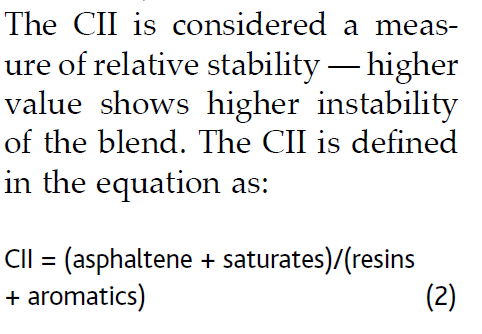 The CII is considered a meas-
ure of relative stability — higher
value shows higher instability
of the blend. The CII is defined
in the equation as:
CII = (asphaltene + saturates)/(resins
+ aromatics) (2)